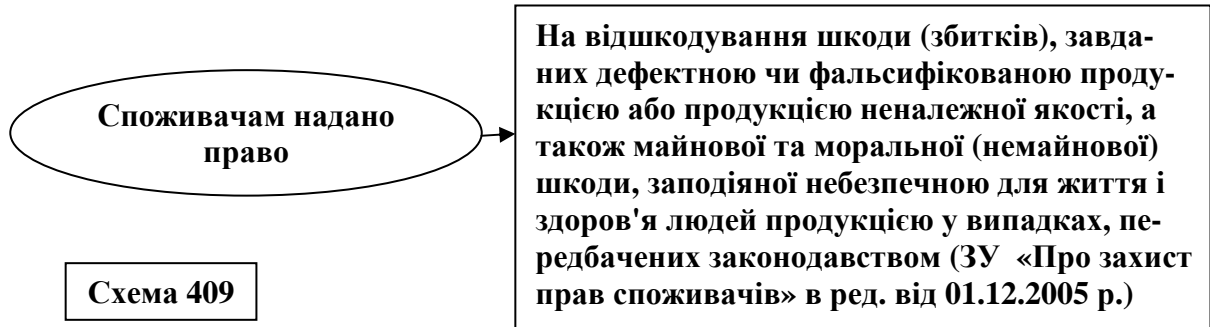 Споживачам надано
право
На відшкодування шкоди (збитків), завда-
них дефектною чи фальсифікованою проду-
кцією або продукцією неналежної якості, а
також майнової та моральної (немайнової)
шкоди, заподіяної небезпечною для життя і
здоров'я людей продукцією у випадках, пе-
редбачених законодавством (ЗУ «Про захист
прав споживачів» в ред. від 01.12.2005 р.)
Схема 409